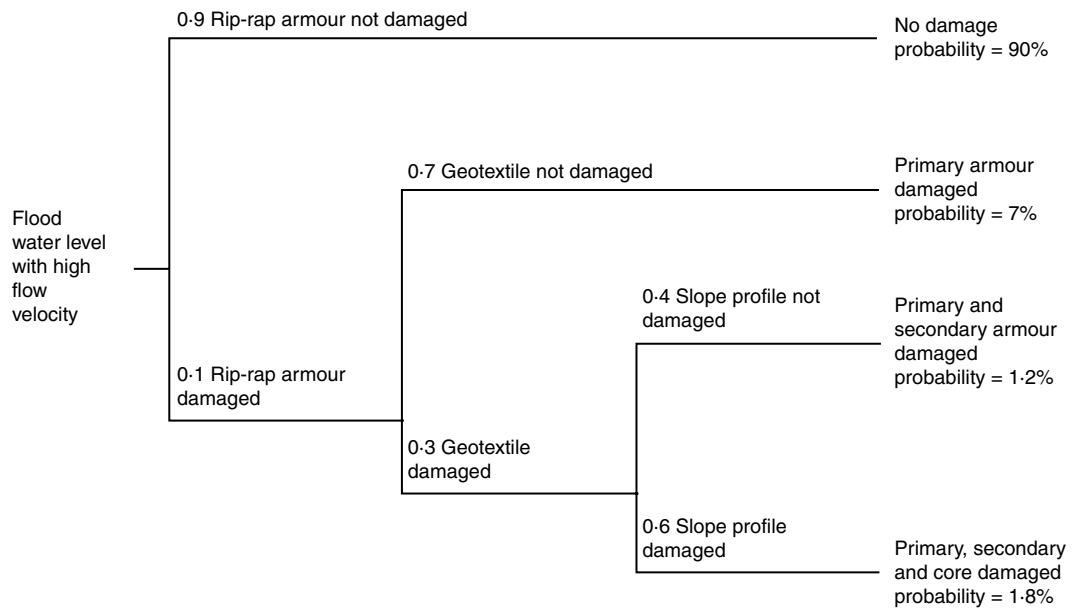 0·9 Rip-rap armour not damaged
No damage
probability = 90%
0·7 Geotextile not damaged
Primary armour
damaged
probability = 7%
Flood
water level
with high
flow
velocity
0·4 Slope profile not
damaged
Primary and
secondary armour
damaged
probability = 1·2%
0·1 Rip-rap armour
damaged
0·3 Geotextile
damaged
0·6 Slope profile
damaged
Primary, secondary
and core damaged
probability = 1·8%